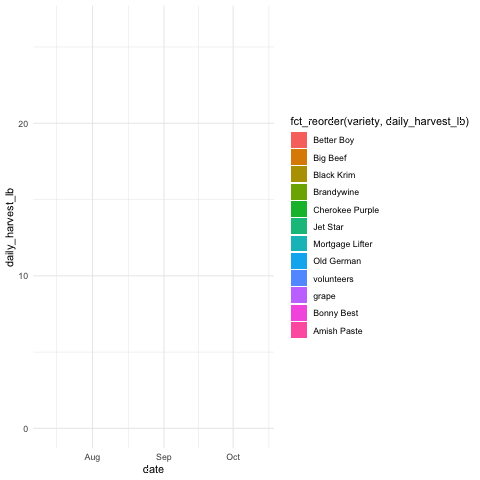 20
10
0
daily_harvest_lb
Aug
Sep
Oct
date
fct_reorder(variety, daily_harvest_lb)
Better Boy
Big Beef
Black Krim
Brandywine
Cherokee Purple
Jet Star
Mortgage Lifter
Old German
volunteers
grape
Bonny Best
Amish Paste